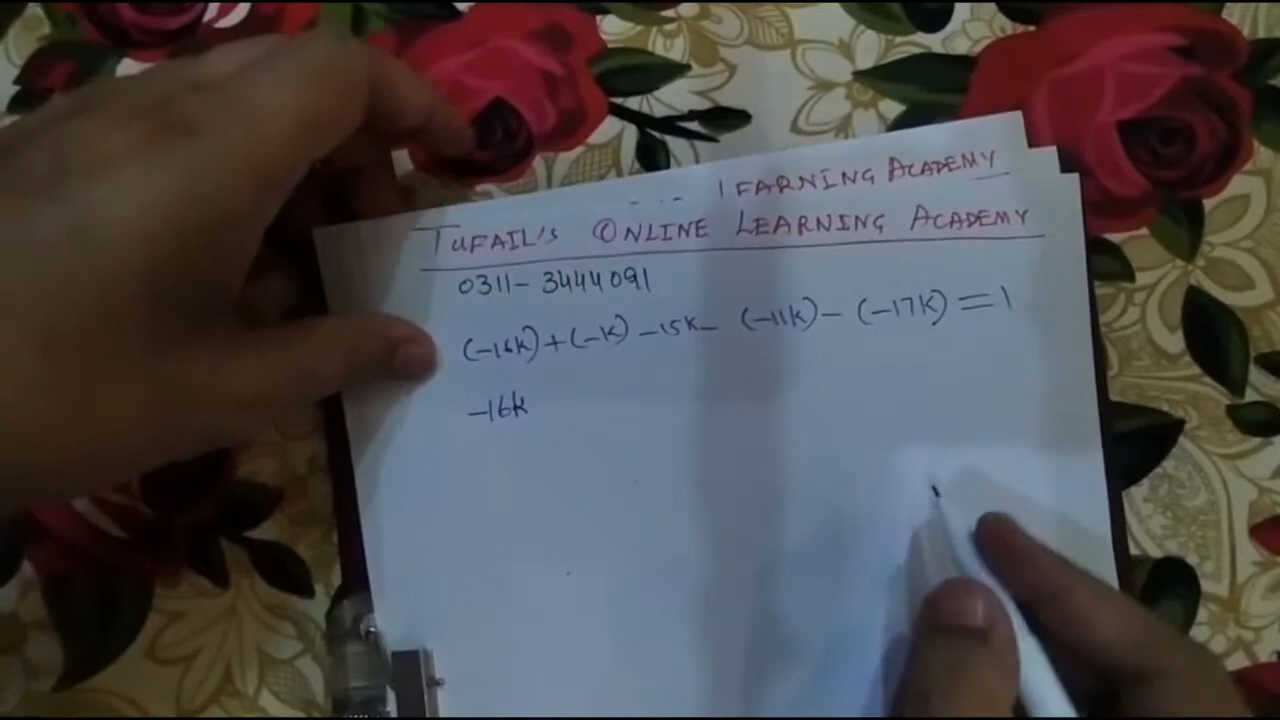 LEARNING ACADEMY
TUFAIL'S ONLINE LEARNING ACADEMY
0311-3444091
(-16K)+(-K)-15K-(-11K)-(-17K)=1
-16K